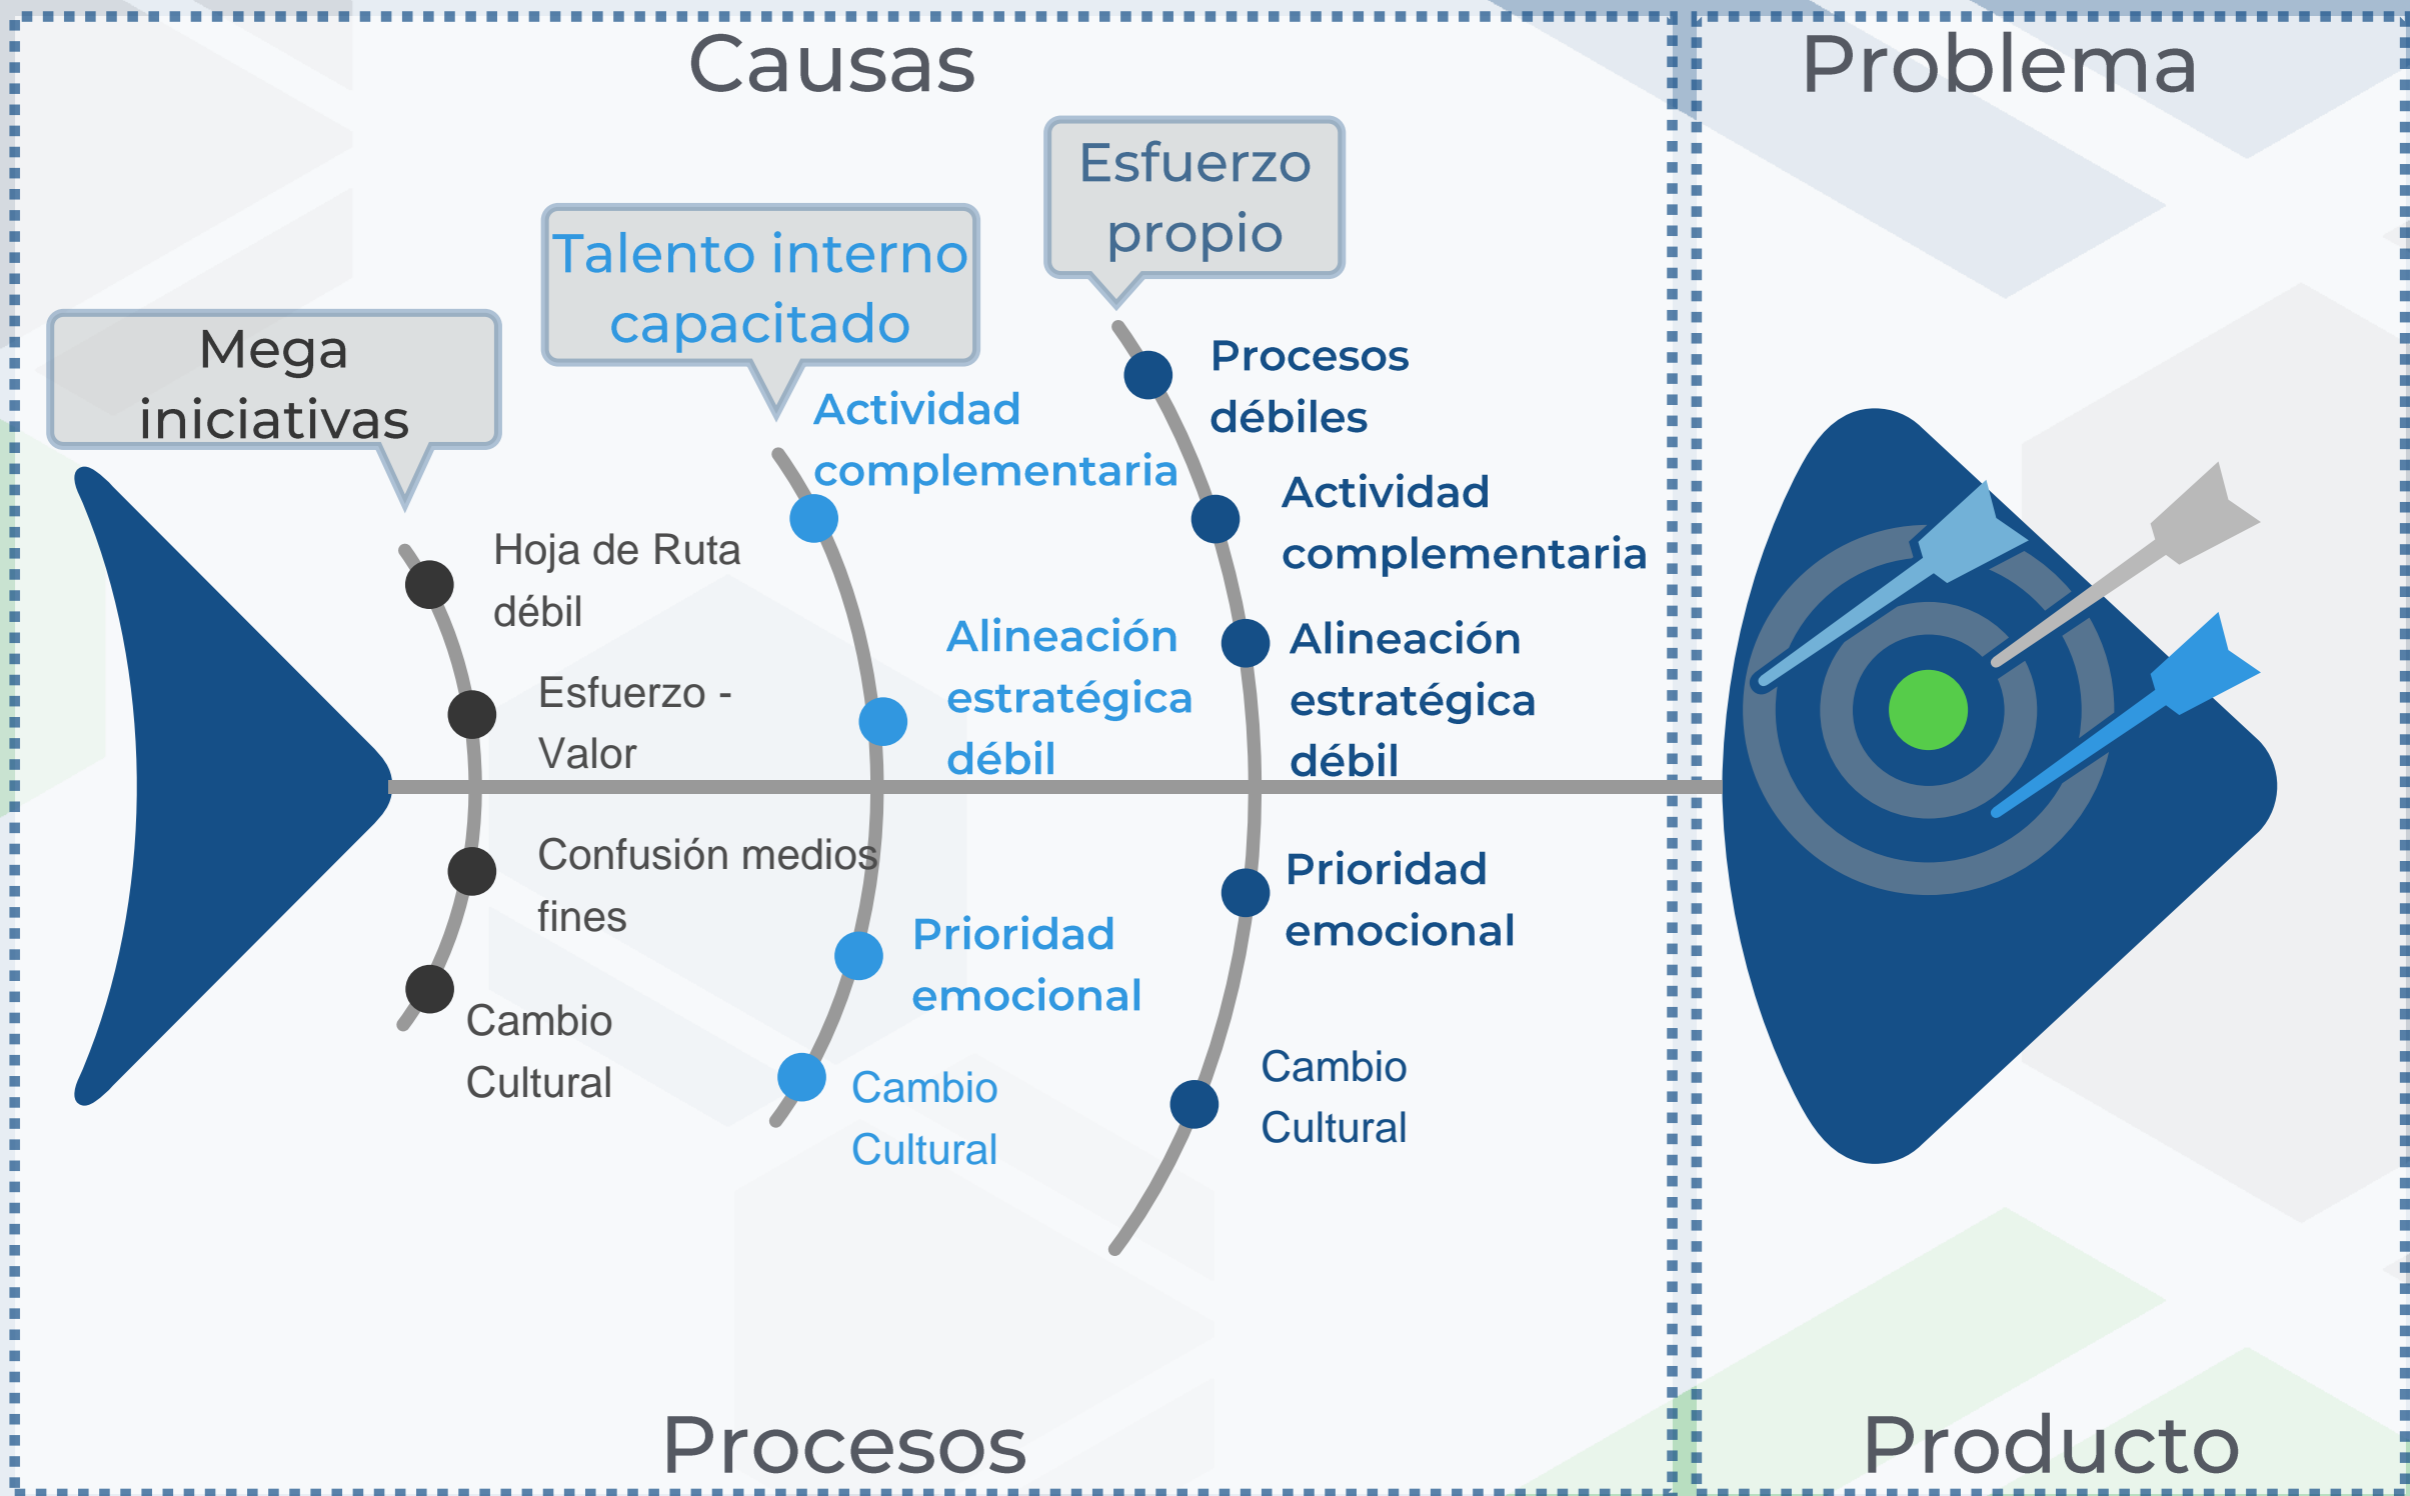 Causas
Problema
Esfuerzo
propio
Talento interno
capacitado
Mega
iniciativas
Hoja de Ruta
débil
Esfuerzo -
Valor
Confusión medios
fines
Cambio
Cultural
Actividad
complementaria
Alineación
estratégica
débil
Prioridad
emocional
Cambio
Cultural
Procesos
débiles
Actividad
complementaria
Alineación
estratégica
débil
Prioridad
emocional
Cambio
Cultural
Procesos
Producto